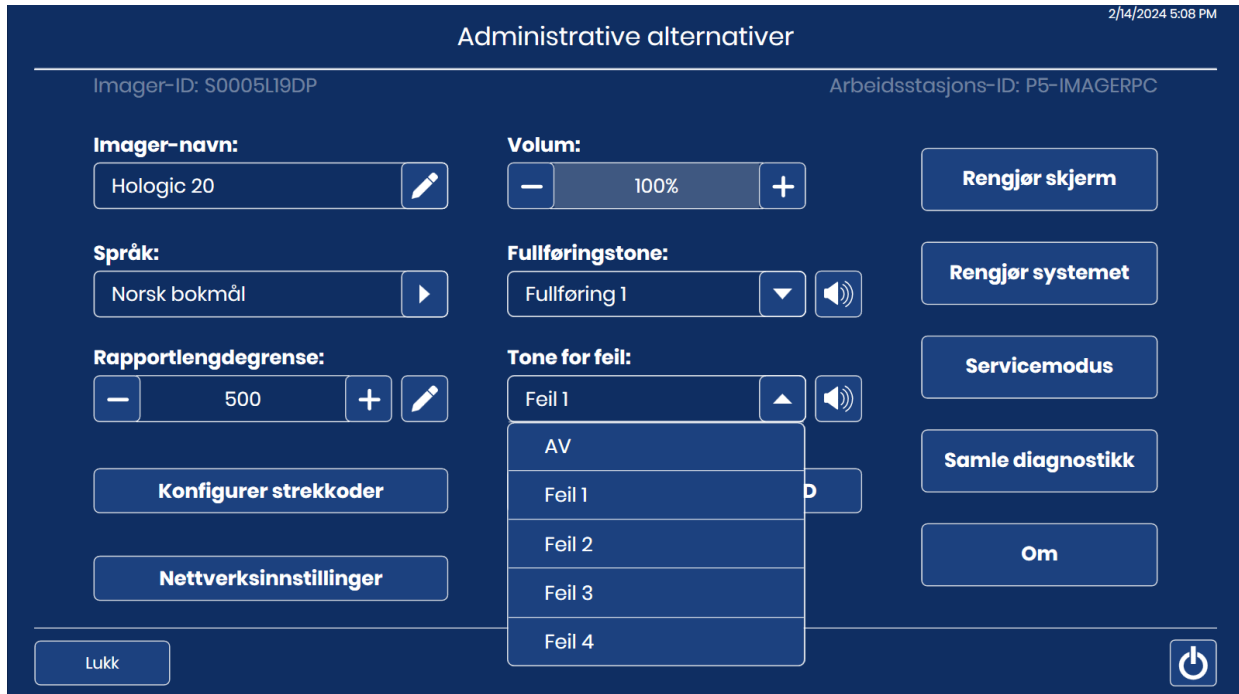 2/14/2024 5:08 PM
Administrative alternativer
Imager-ID: S0005L19DP
Arbeidsstasjons-ID: P5-IMAGERPC
Imager-navn:
Hologic 20
Volum:
100%
Rengjør skjerm
Språk:
Norsk bokmål
Fullføringstone:
Fullføring 1
Rengjør systemet
Rapportlengdegrense:
500
Tone for feil:
Feil 1
Servicemodus
AV
Feil 1
Feil 2
Feil 3
Feil 4
Konfigurer strekkoder
Samle diagnostikk
Nettverksinnstillinger
Om
Lukk